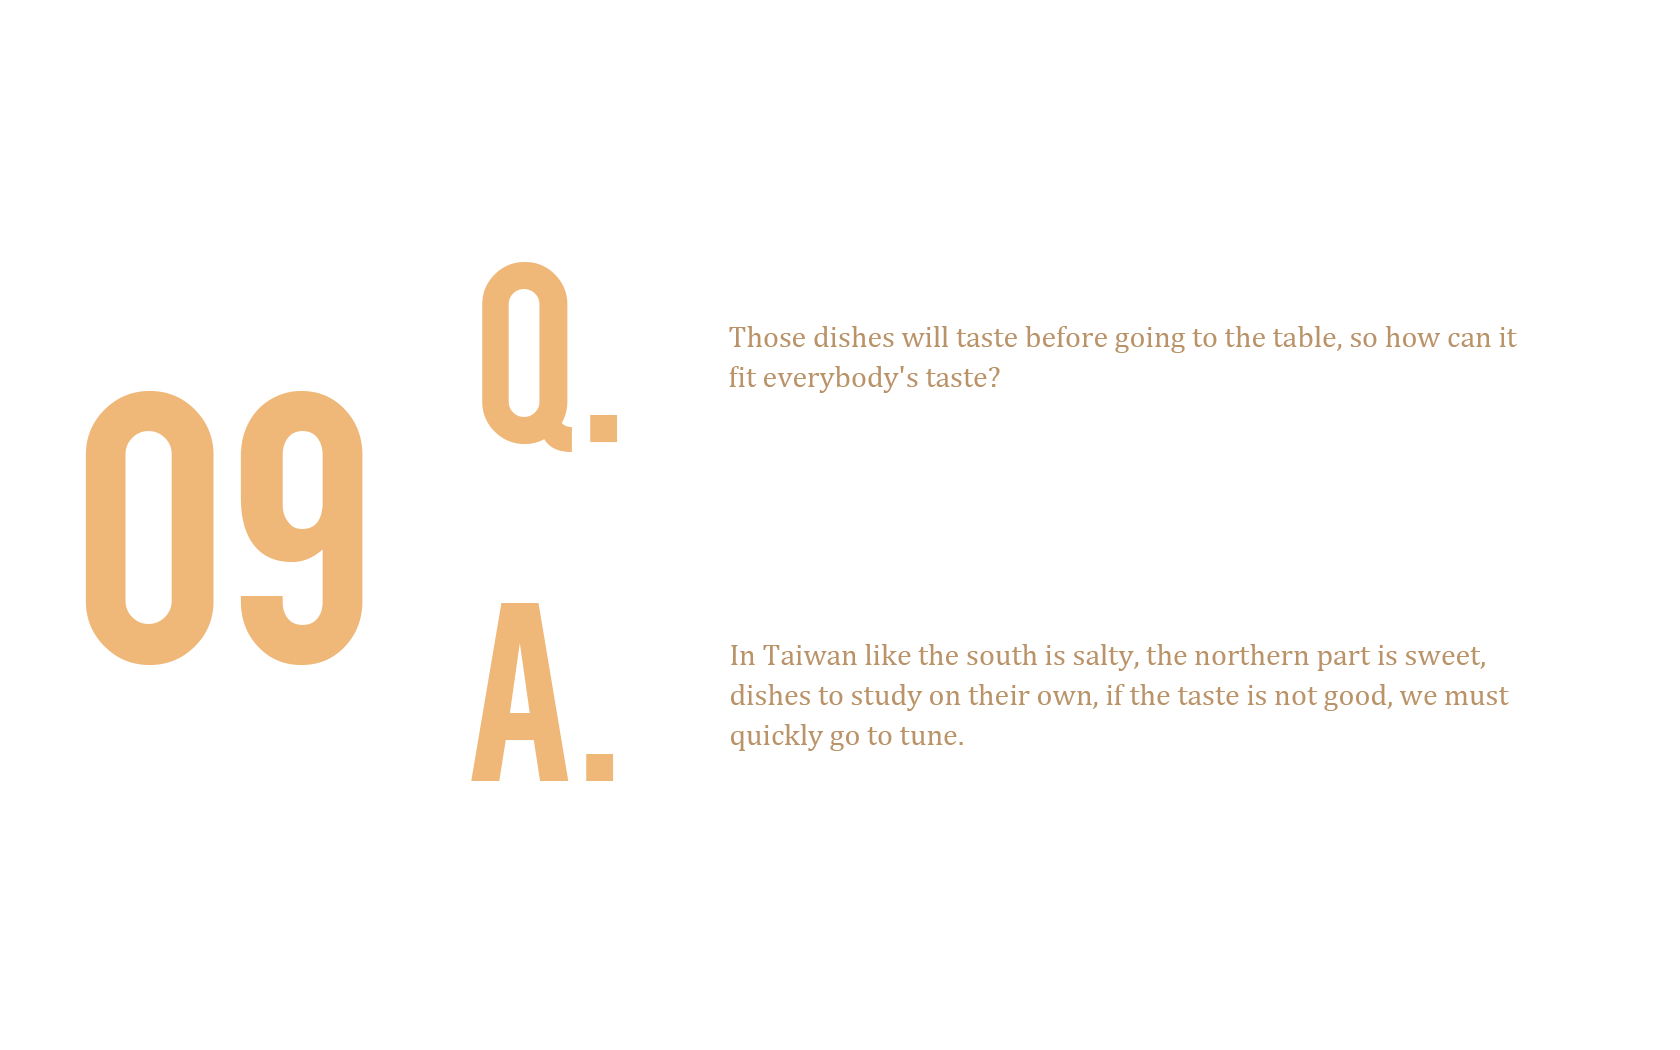 09
Q.
Those dishes will taste before going to the table, so how can it
fit everybody's taste?
A.
In Taiwan like the south is salty, the northern part is sweet,
dishes to study on their own, if the taste is not good, we must
quickly go to tune.